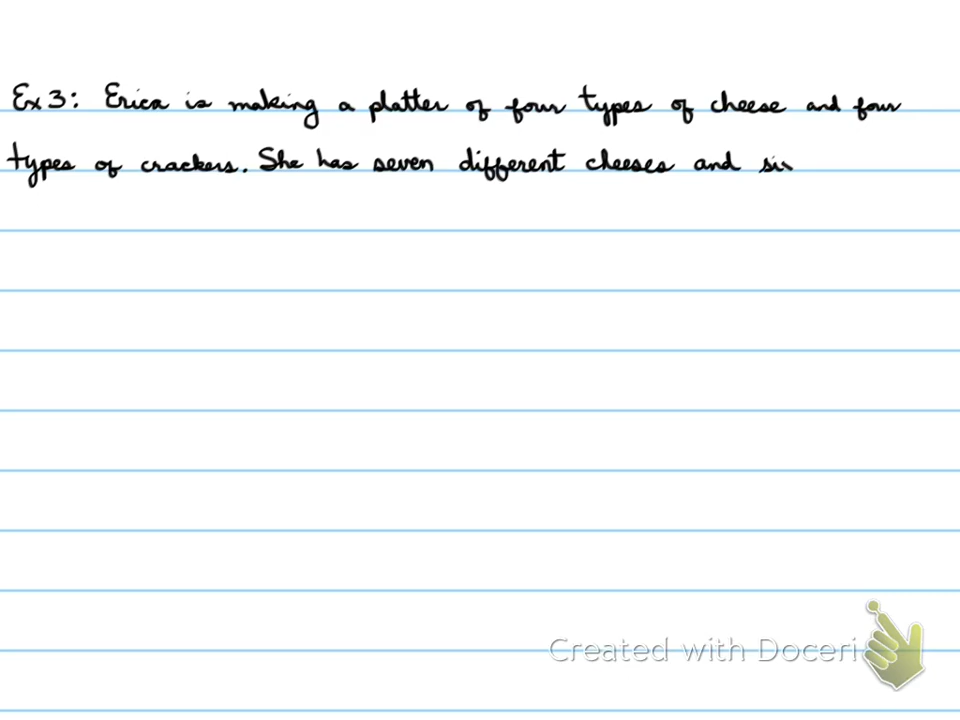 Ex 3: Erica is making a platter of four types of cheese and four
types of crackers. She has seven different cheeses and six
Created with Doceri